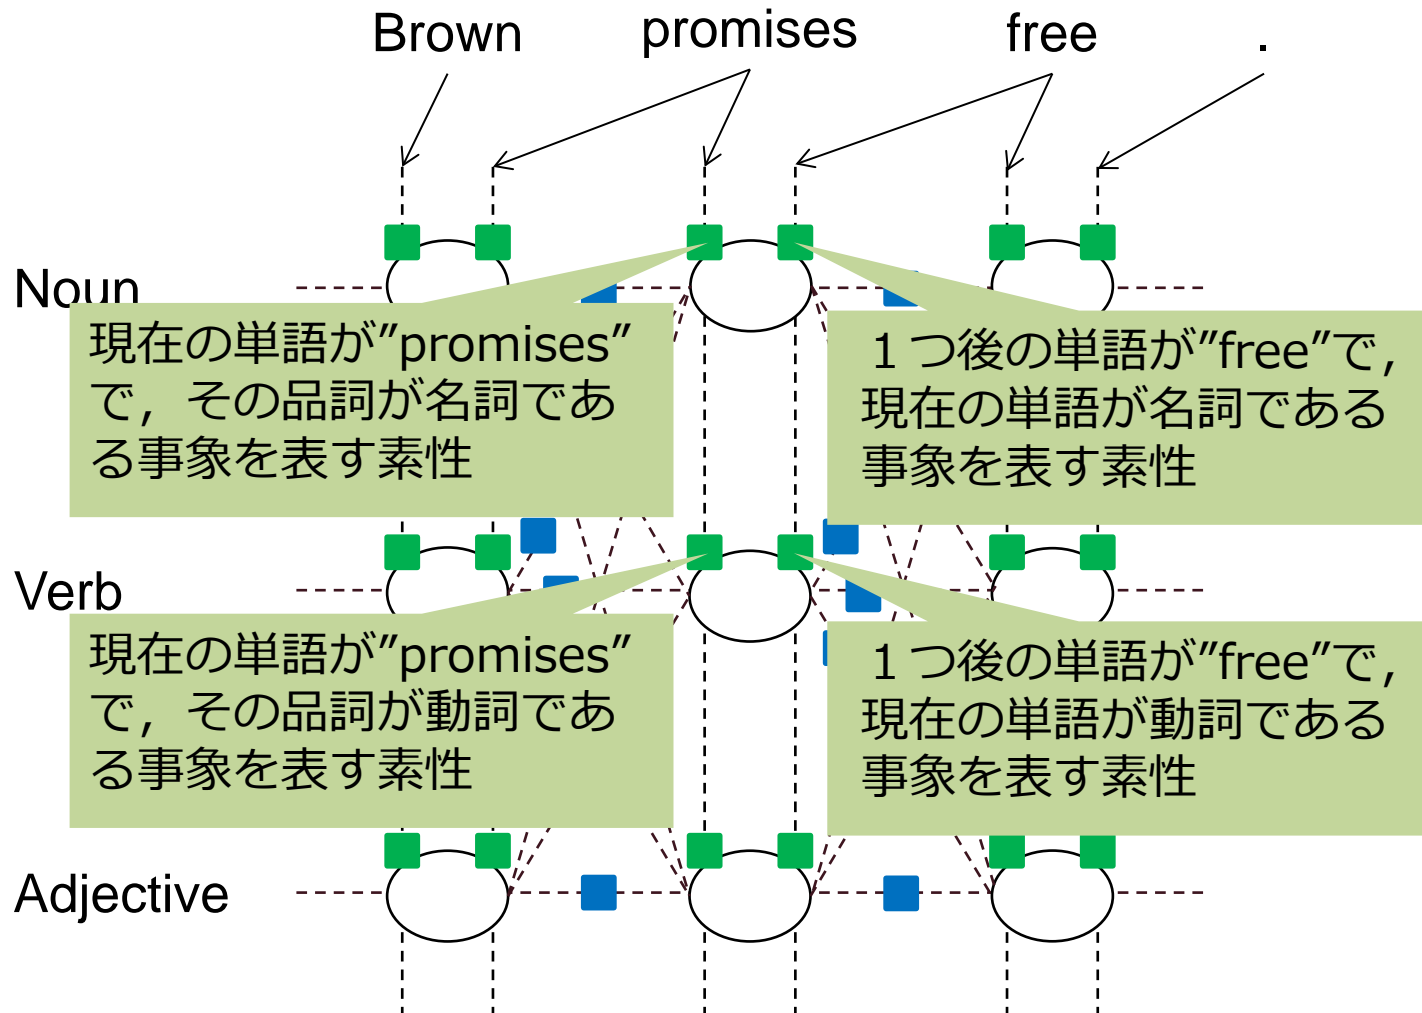 Brown promises free .
Noun
現在の単語が”promises”
で，その品詞が名詞であ
る事象を表す素性
１つ後の単語が”free”で，
現在の単語が名詞である
事象を表す素性
Verb
現在の単語が”promises”
で，その品詞が動詞であ
る事象を表す素性
１つ後の単語が”free”で，
現在の単語が動詞である
事象を表す素性
Adjective